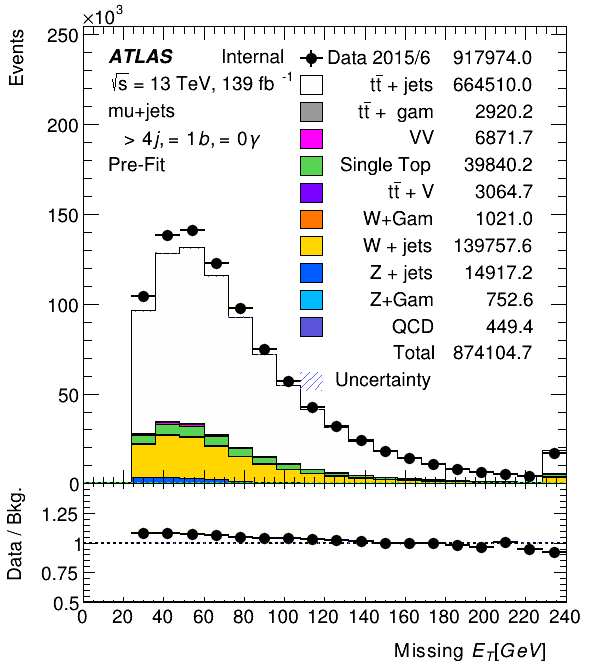 ×10³
Events
250
200
150
100
50
0
ATLAS Internal
√s = 13 TeV, 139 fb⁻¹
mu+jets
> 4j, = 1b, = 0γ
Pre-Fit
Data 2015/6 917974.0
tt̄ + jets 664510.0
tt̄ + gam 2920.2
VV 6871.7
Single Top 39840.2
tt̄ + V 3064.7
W+Gam 1021.0
W + jets 139757.6
Z + jets 14917.2
Z+Gam 752.6
QCD 449.4
Total 874104.7
Uncertainty
Data / Bkg.
1.25
1
0.75
0.5
0 20 40 60 80 100 120 140 160 180 200 220 240
Missing E_T[GeV]